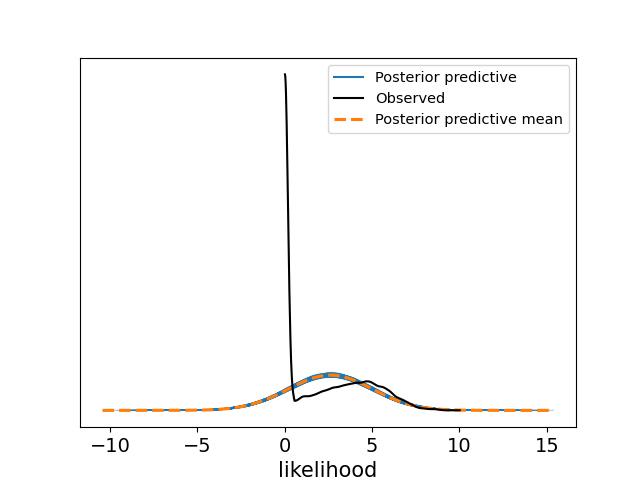 Posterior predictive
Observed
Posterior predictive mean
−10 −5 0 5 10 15
likelihood